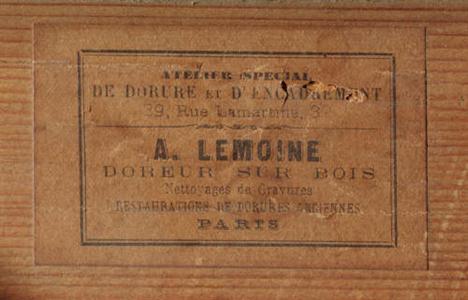 ATELIER SPECIAL
DE DORURE ET D'ENCADREMENT
39, Rue Lamartine, 3
A. LEMOINE
DOREUR SUR BOIS
Nettoyages de Gravures
RESTAURATIONS DE DORURES ANCIENNES
PARIS